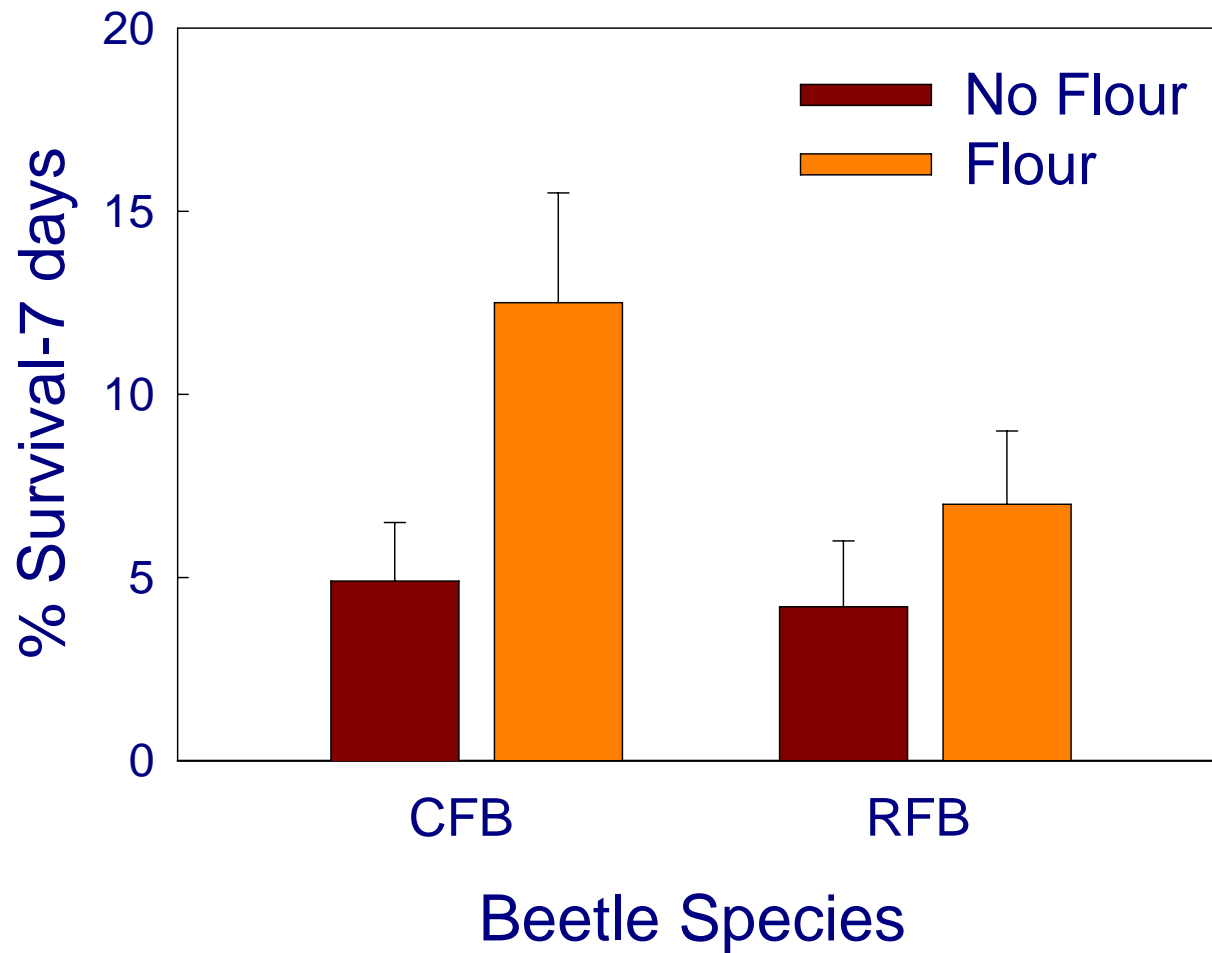 20
15
10
5
0
% Survival-7 days
No Flour
Flour
CFB
RFB
Beetle Species